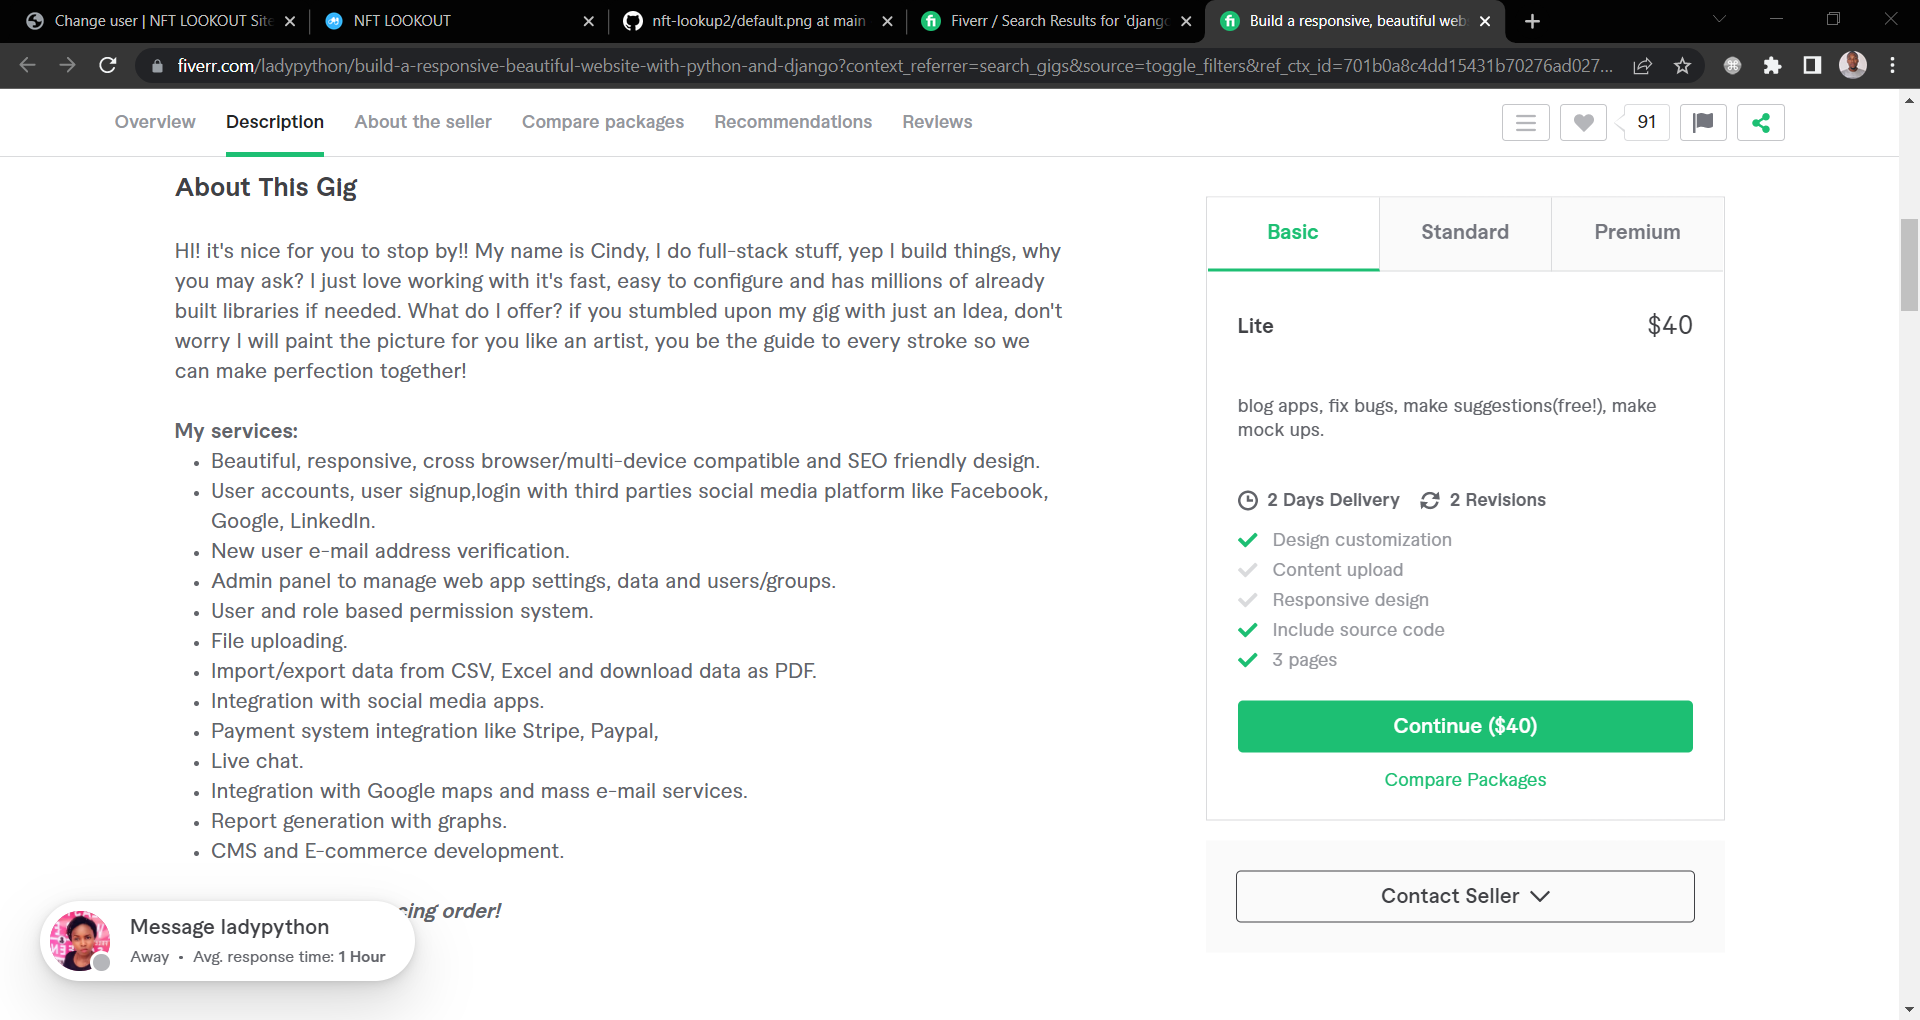 Change user | NFT LOOKOUT Site
NFT LOOKOUT
nft-lookup2/default.png at main
Fiverr / Search Results for 'django
Build a responsive, beautiful web
fiverr.com/ladypython/build-a-responsive-beautiful-website-with-python-and-django?context_referrer=search_gigs&source=toggle_filters&ref_ctx_id=701b0a8c4dd15431b70276ad027...
Overview
Description
About the seller
Compare packages
Recommendations
Reviews
91
About This Gig
HI! it's nice for you to stop by!! My name is Cindy, I do full-stack stuff, yep I build things, why
you may ask? I just love working with it's fast, easy to configure and has millions of already
built libraries if needed. What do I offer? if you stumbled upon my gig with just an Idea, don't
worry I will paint the picture for you like an artist, you be the guide to every stroke so we
can make perfection together!
My services:
• Beautiful, responsive, cross browser/multi-device compatible and SEO friendly design.
• User accounts, user signup,login with third parties social media platform like Facebook,
Google, LinkedIn.
• New user e-mail address verification.
• Admin panel to manage web app settings, data and users/groups.
• User and role based permission system.
• File uploading.
• Import/export data from CSV, Excel and download data as PDF.
• Integration with social media apps.
• Payment system integration like Stripe, Paypal,
• Live chat.
• Integration with Google maps and mass e-mail services.
• Report generation with graphs.
• CMS and E-commerce development.
cing order!
Message ladypython
Away • Avg. response time: 1 Hour
Basic
Standard
Premium
Lite
$40
blog apps, fix bugs, make suggestions(free!), make
mock ups.
2 Days Delivery
2 Revisions
Design customization
Content upload
Responsive design
Include source code
3 pages
Continue ($40)
Compare Packages
Contact Seller